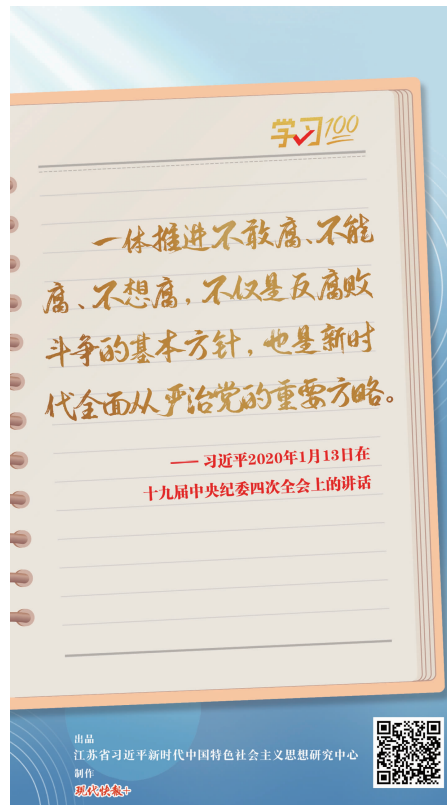 学习100
一体推进不敢腐、不能
腐、不想腐，不仅是反腐败
斗争的基本方针，也是新时
代全面从严治党的重要方略。
—— 习近平2020年1月13日在
十九届中央纪委四次全会上的讲话
出品
江苏省习近平新时代中国特色社会主义思想研究中心
制作
现代快报+